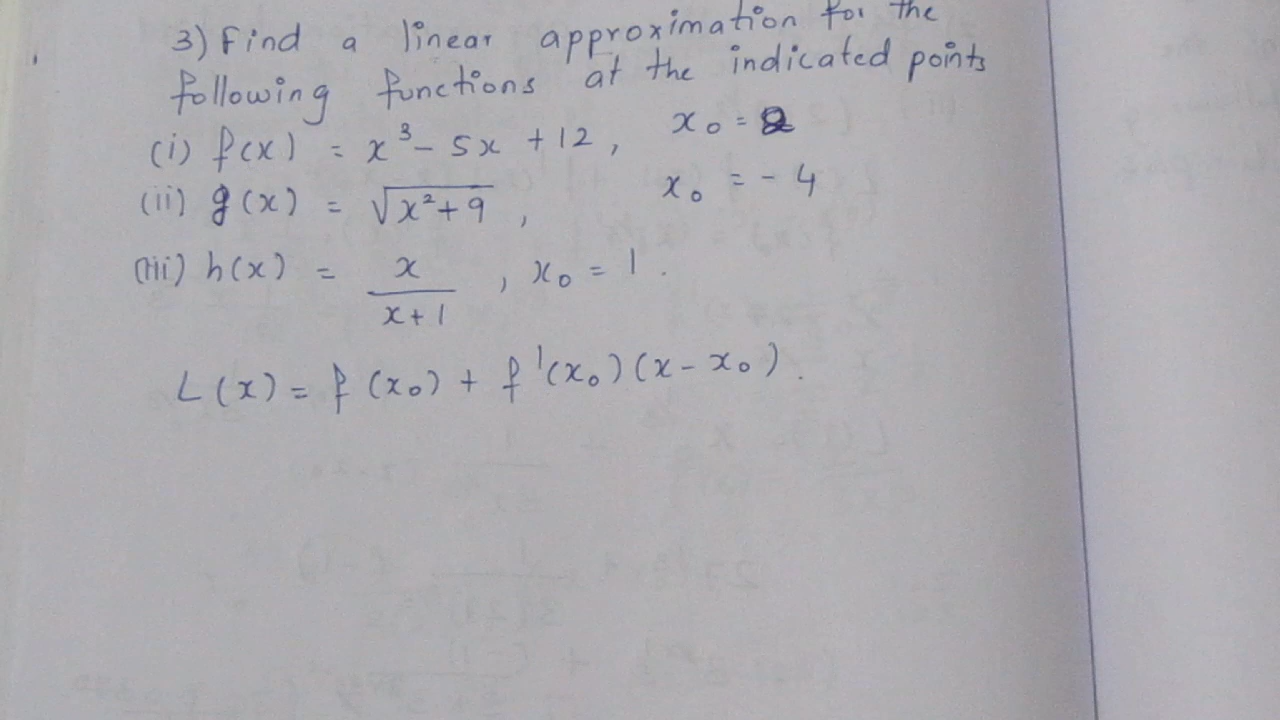 3) Find a linear approximation for the
following functions at the indicated points
(i) f(x) = x³ - 5x + 12, x₀ = 2
(ii) g(x) = √(x² + 9), x₀ = - 4
(iii) h(x) = x/(x+1), x₀ = 1.
L(x) = f(x₀) + f'(x₀)(x - x₀).